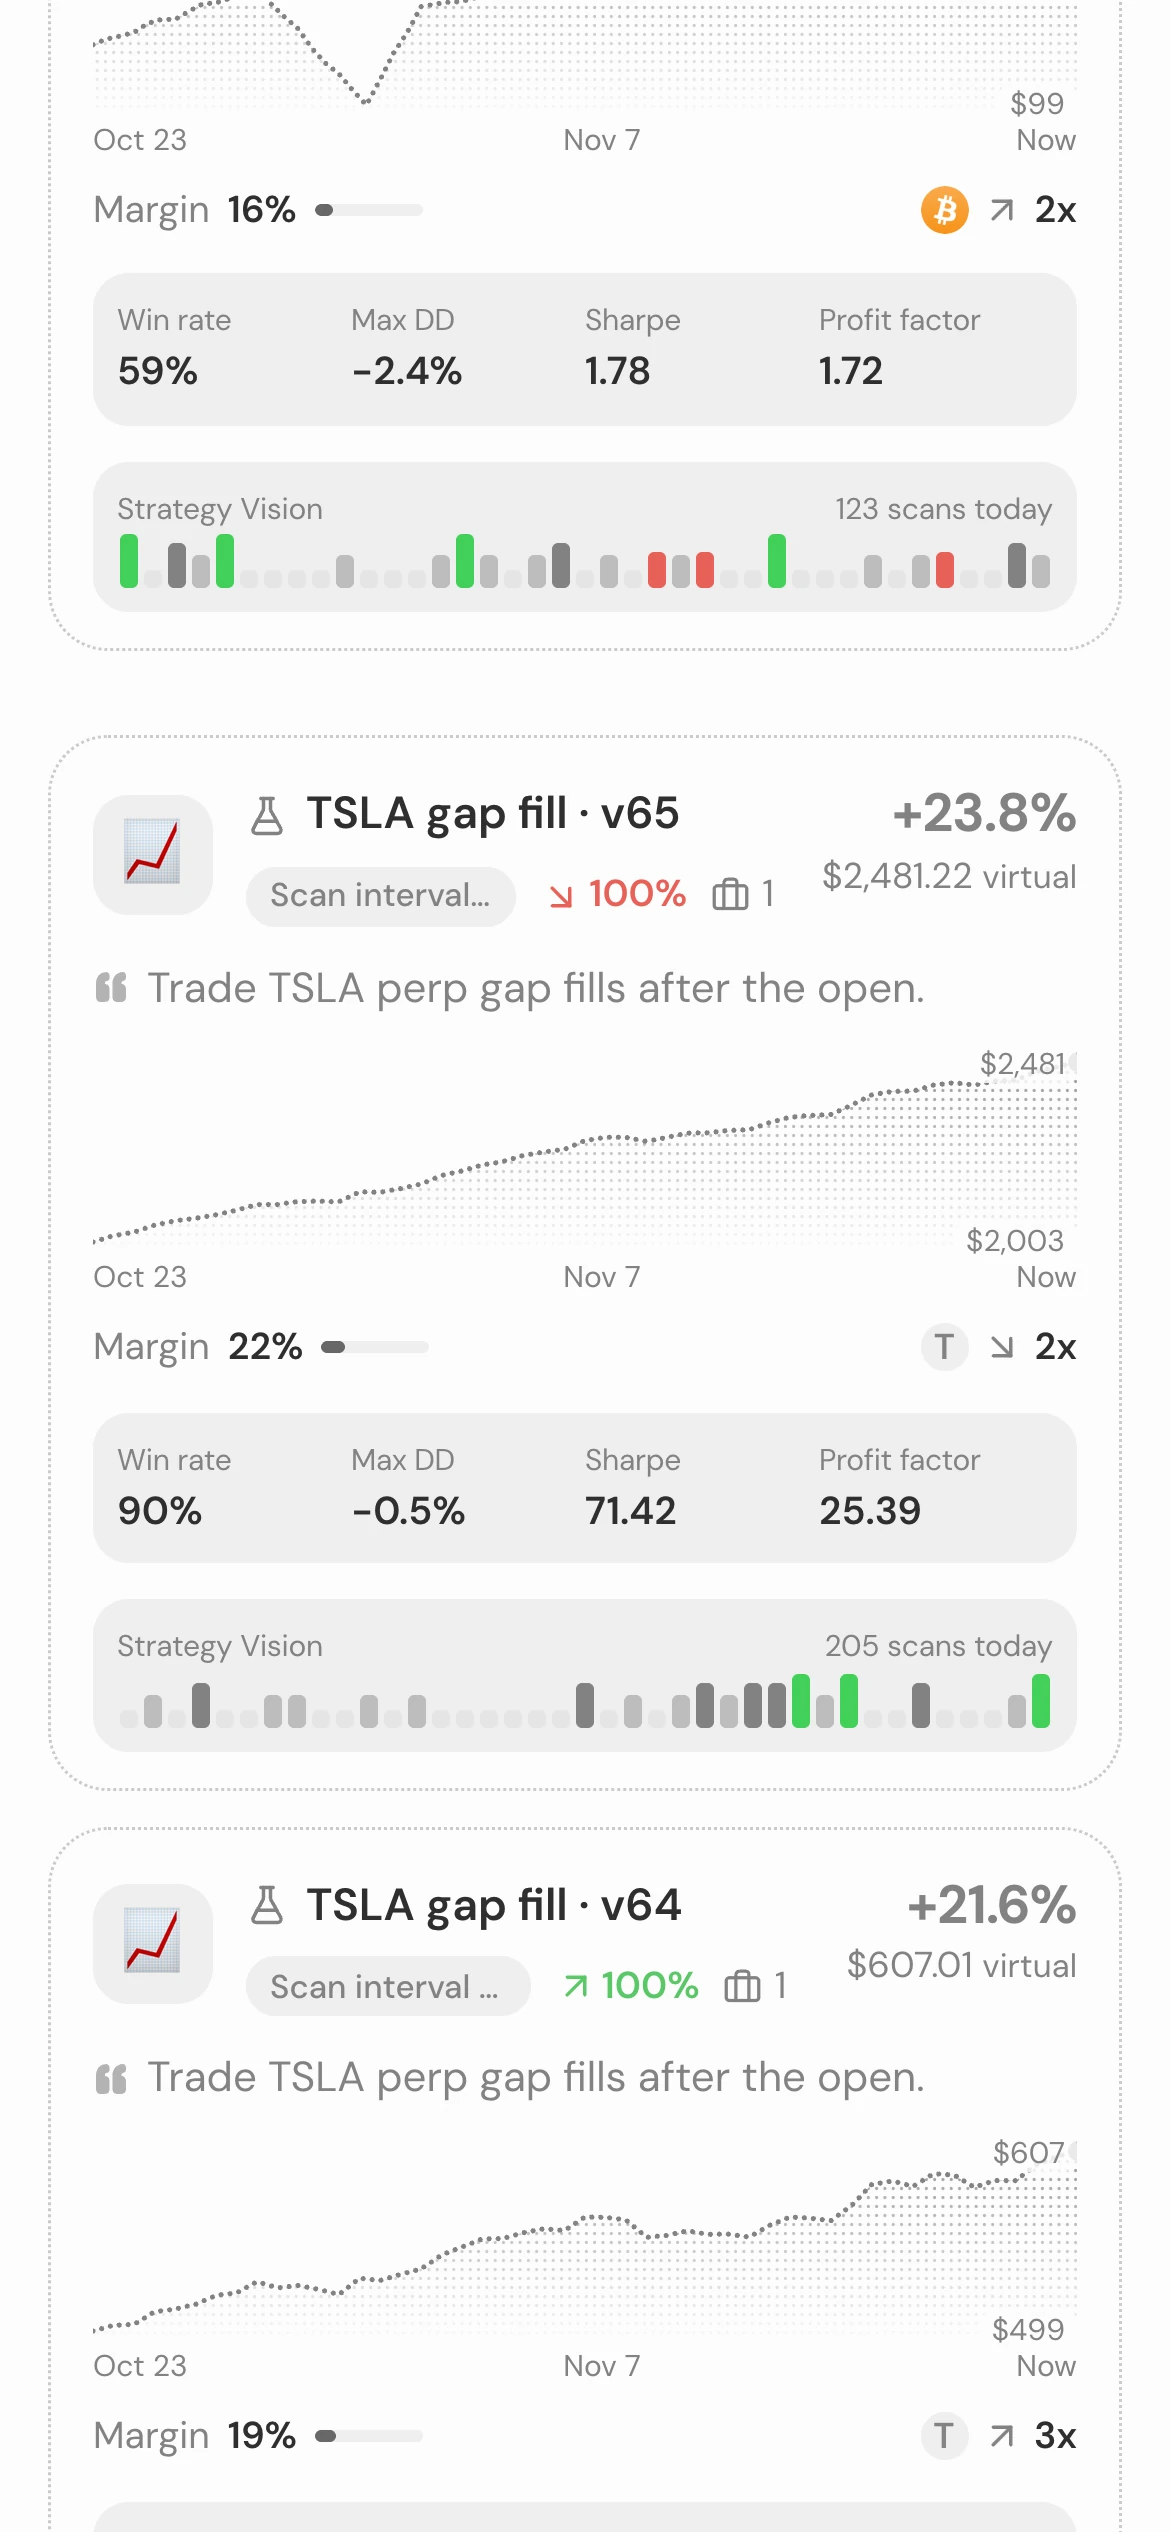 $99
Oct 23 Nov 7 Now
Margin 16% 2x
Win rate Max DD Sharpe Profit factor
59% -2.4% 1.78 1.72
Strategy Vision 123 scans today
TSLA gap fill · v65 +23.8%
Scan interval... 100% 1 $2,481.22 virtual
Trade TSLA perp gap fills after the open.
$2,481
$2,003
Oct 23 Nov 7 Now
Margin 22% T 2x
Win rate Max DD Sharpe Profit factor
90% -0.5% 71.42 25.39
Strategy Vision 205 scans today
TSLA gap fill · v64 +21.6%
Scan interval ... 100% 1 $607.01 virtual
Trade TSLA perp gap fills after the open.
$607
$499
Oct 23 Nov 7 Now
Margin 19% T 3x